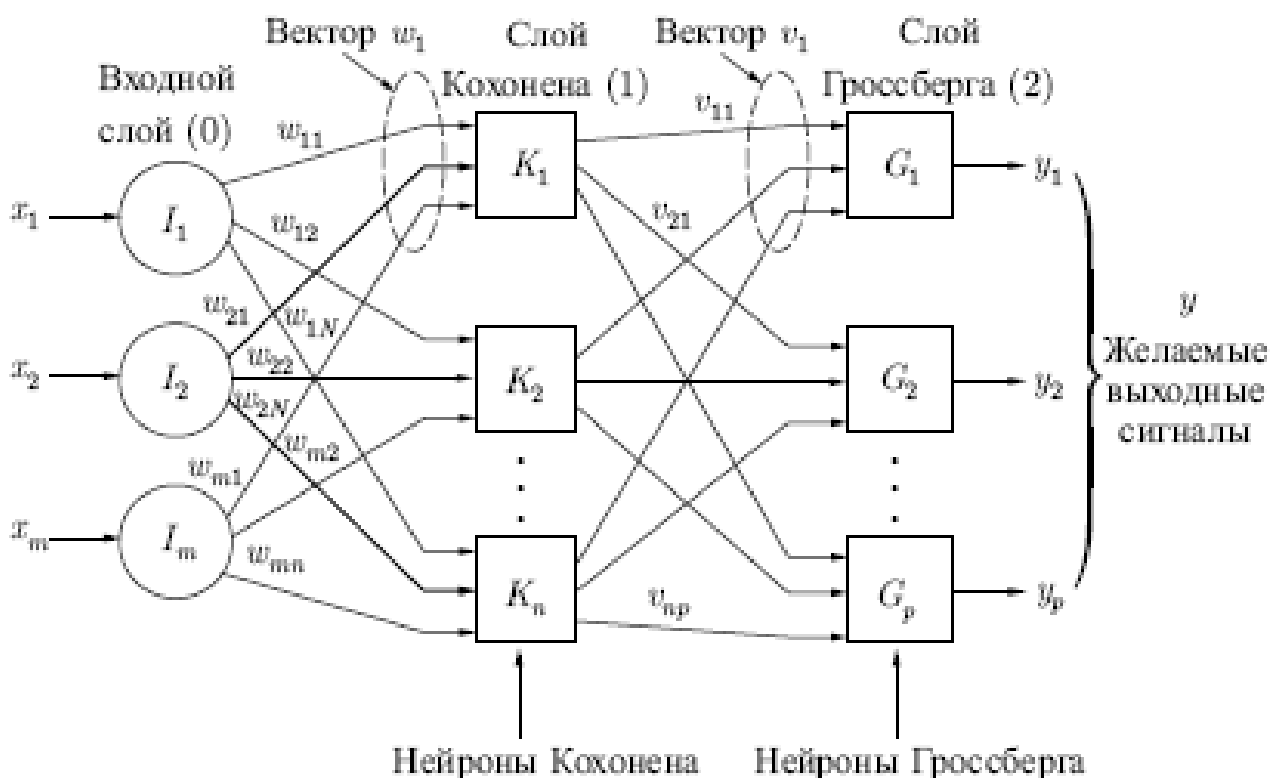 Вектор w₁
Слой
Кохонена (1)
Вектор v₁
Слой
Гроссберга (2)
Входной
слой (0)
x₁
I₁
w₁₁
w₁₂
w₁N
K₁
v₁₁
v₂₁
G₁
y₁
x₂
I₂
w₂₁
w₂₂
w₂N
K₂
G₂
y₂
xₘ
Iₘ
wₘ₁
wₘ₂
wₘₙ
Kₙ
vₙₚ
Gₚ
yₚ
y
Желаемые
выходные
сигналы
Нейроны Кохонена
Нейроны Гроссберга